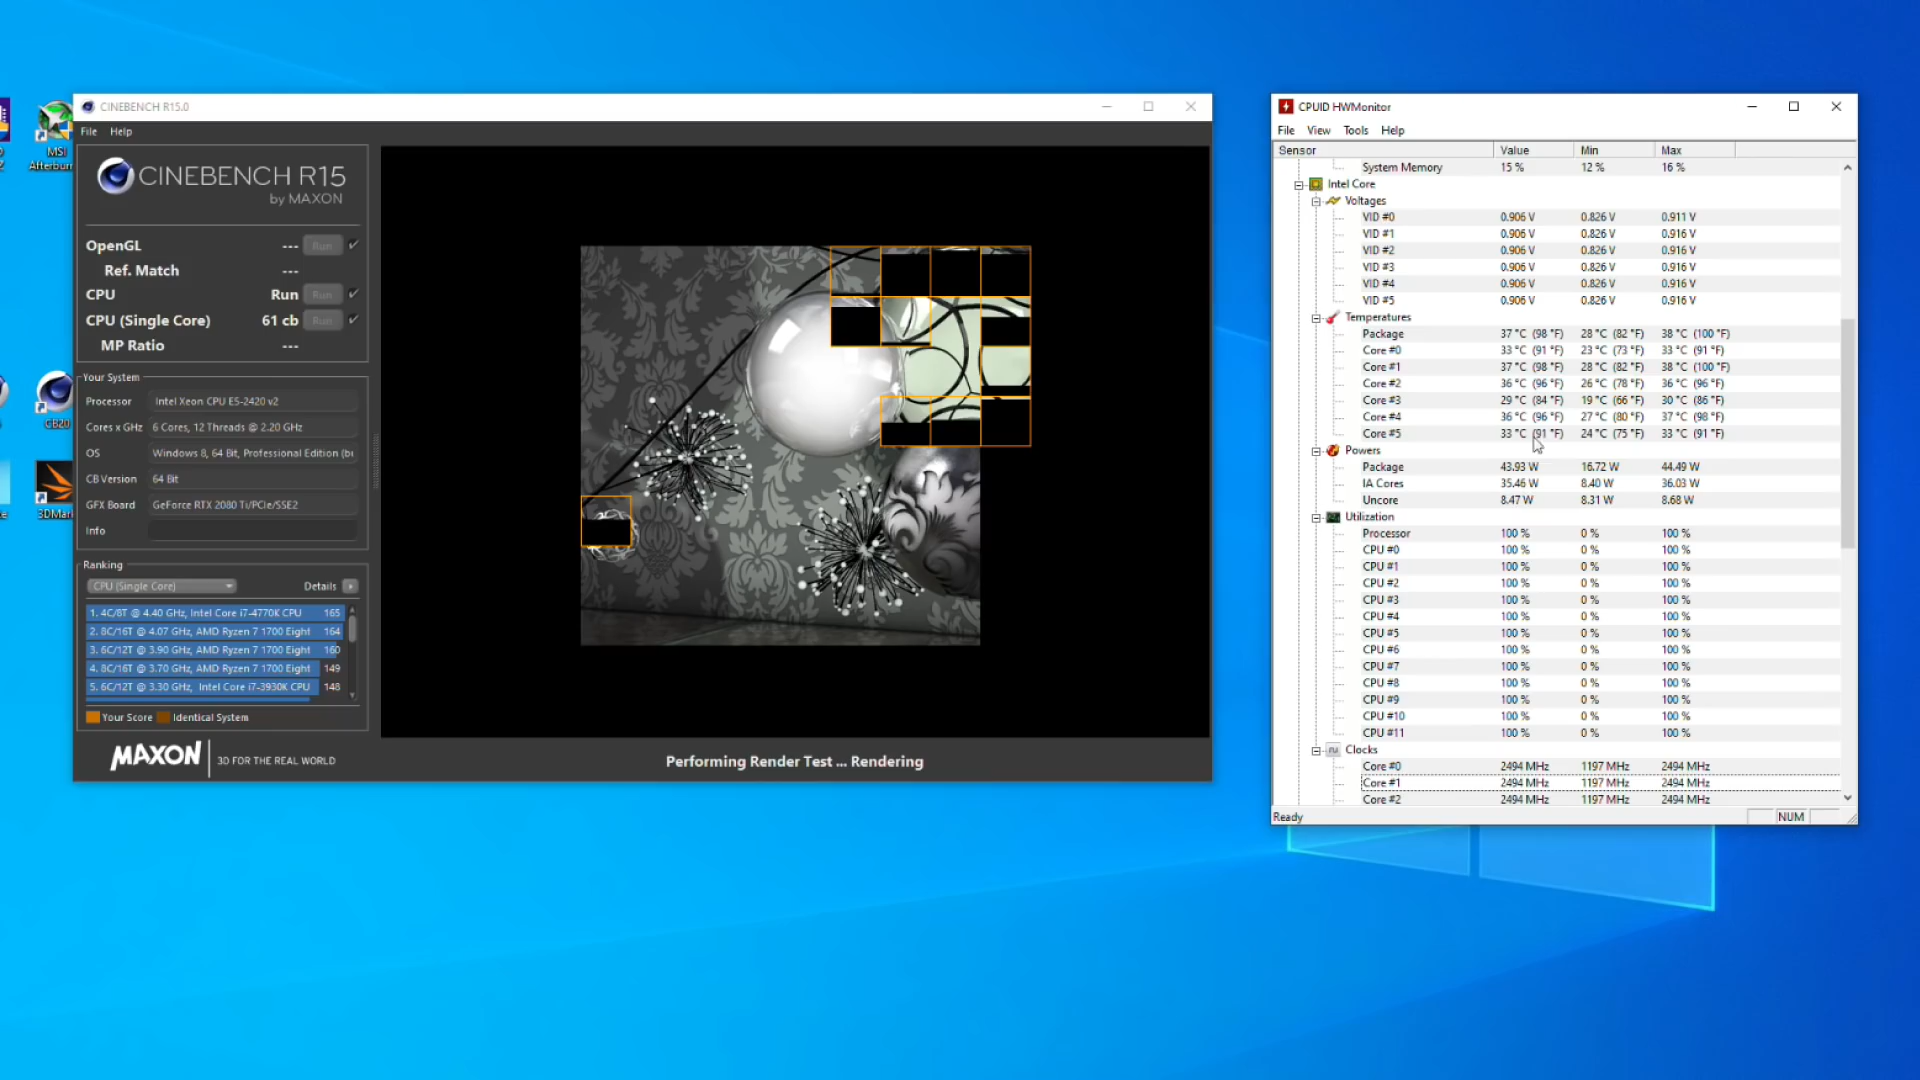 MSI
Afterburn
CB20
3DMar
CINEBENCH R15.0
File Help
CINEBENCH R15
by MAXON
OpenGL --- Run
Ref. Match ---
CPU Run Run
CPU (Single Core) 61 cb Run
MP Ratio ---
Your System
Processor Intel Xeon CPU E5-2420 v2
Cores x GHz 6 Cores, 12 Threads @ 2.20 GHz
OS Windows 8, 64 Bit, Professional Edition (bu
CB Version 64 Bit
GFX Board GeForce RTX 2080 Ti/PCIe/SSE2
Info
Ranking
CPU (Single Core) Details
1. 4C/8T @ 4.40 GHz, Intel Core i7-4770K CPU 165
2. 8C/16T @ 4.07 GHz, AMD Ryzen 7 1700 Eight 164
3. 6C/12T @ 3.90 GHz, AMD Ryzen 7 1700 Eight 160
4. 8C/16T @ 3.70 GHz, AMD Ryzen 7 1700 Eight 149
5. 6C/12T @ 3.30 GHz, Intel Core i7-3930K CPU 148
Your Score Identical System
MAXON 3D FOR THE REAL WORLD
Performing Render Test ... Rendering
CPUID HWMonitor
File View Tools Help
Sensor Value Min Max
System Memory 15 % 12 % 16 %
Intel Core
Voltages
VID #0 0.906 V 0.826 V 0.911 V
VID #1 0.906 V 0.826 V 0.916 V
VID #2 0.906 V 0.826 V 0.916 V
VID #3 0.906 V 0.826 V 0.916 V
VID #4 0.906 V 0.826 V 0.916 V
VID #5 0.906 V 0.826 V 0.916 V
Temperatures
Package 37 °C (98 °F) 28 °C (82 °F) 38 °C (100 °F)
Core #0 33 °C (91 °F) 23 °C (73 °F) 33 °C (91 °F)
Core #1 37 °C (98 °F) 28 °C (82 °F) 38 °C (100 °F)
Core #2 36 °C (96 °F) 26 °C (78 °F) 36 °C (96 °F)
Core #3 29 °C (84 °F) 19 °C (66 °F) 30 °C (86 °F)
Core #4 36 °C (96 °F) 27 °C (80 °F) 37 °C (98 °F)
Core #5 33 °C (91 °F) 24 °C (75 °F) 33 °C (91 °F)
Powers
Package 43.93 W 16.72 W 44.49 W
IA Cores 35.46 W 8.40 W 36.03 W
Uncore 8.47 W 8.31 W 8.68 W
Utilization
Processor 100 % 0 % 100 %
CPU #0 100 % 0 % 100 %
CPU #1 100 % 0 % 100 %
CPU #2 100 % 0 % 100 %
CPU #3 100 % 0 % 100 %
CPU #4 100 % 0 % 100 %
CPU #5 100 % 0 % 100 %
CPU #6 100 % 0 % 100 %
CPU #7 100 % 0 % 100 %
CPU #8 100 % 0 % 100 %
CPU #9 100 % 0 % 100 %
CPU #10 100 % 0 % 100 %
CPU #11 100 % 0 % 100 %
Clocks
Core #0 2494 MHz 1197 MHz 2494 MHz
Core #1 2494 MHz 1197 MHz 2494 MHz
Core #2 2494 MHz 1197 MHz 2494 MHz
Ready NUM